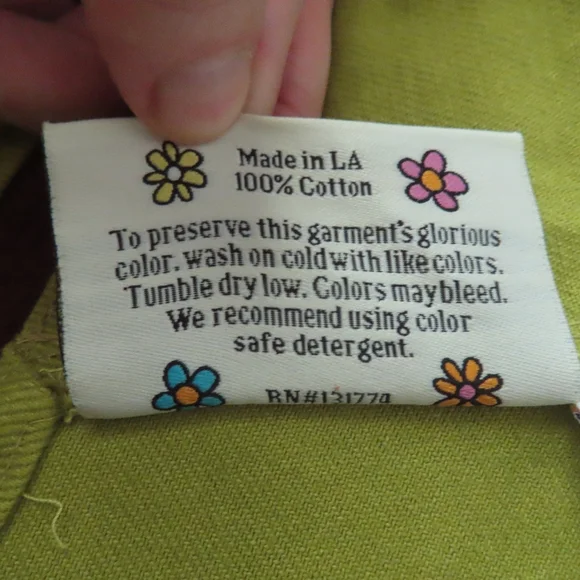 Made in LA
100% Cotton
To preserve this garment's glorious
color. wash on cold with like colors.
Tumble dry low. Colors may bleed.
We recommend using color
safe detergent.
RN#131774